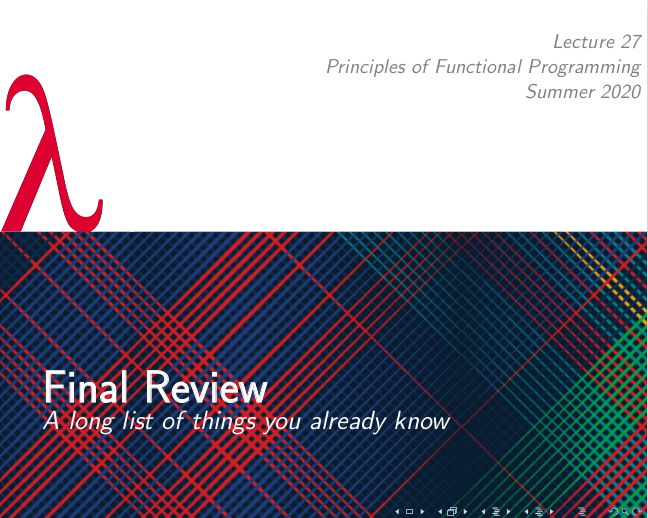 Lecture 27
Principles of Functional Programming
Summer 2020
λ
Final Review
A long list of things you already know